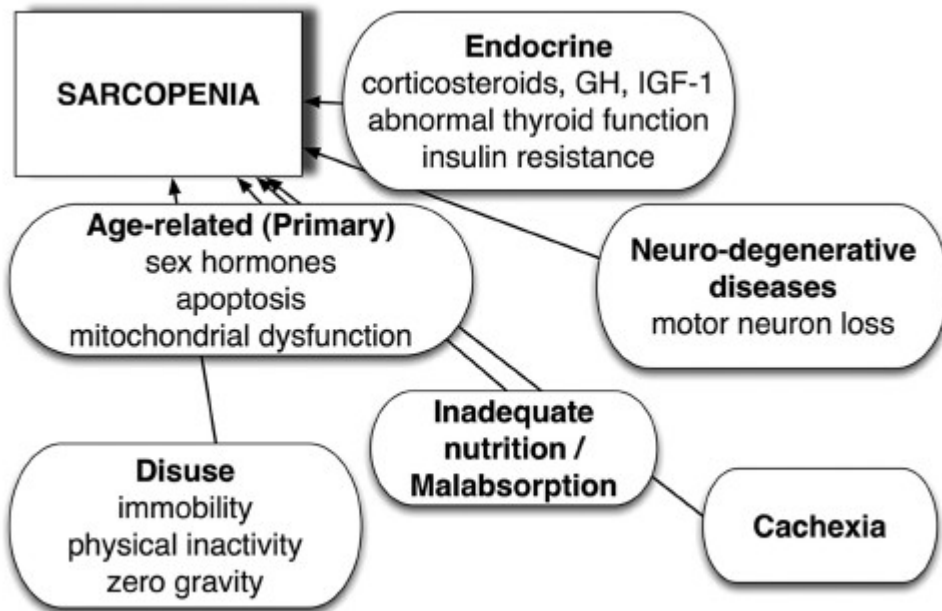 SARCOPENIA
Endocrine
corticosteroids, GH, IGF-1
abnormal thyroid function
insulin resistance
Age-related (Primary)
sex hormones
apoptosis
mitochondrial dysfunction
Neuro-degenerative
diseases
motor neuron loss
Inadequate
nutrition /
Malabsorption
Disuse
immobility
physical inactivity
zero gravity
Cachexia